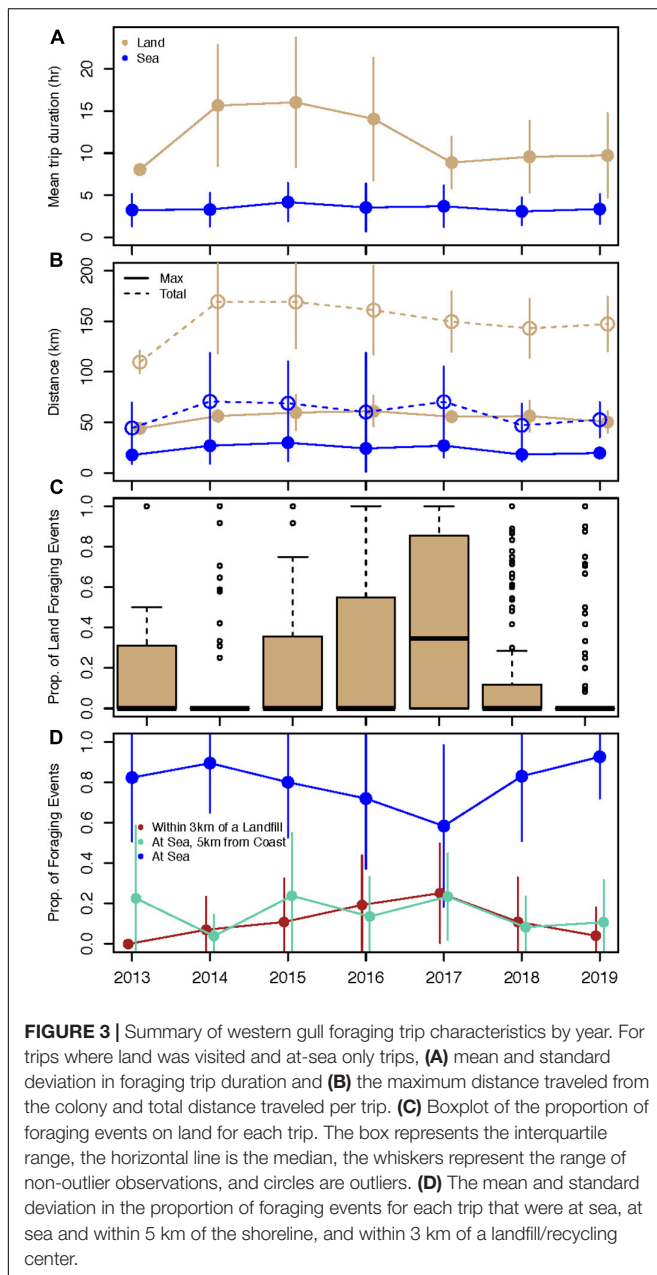 A
Land
Sea
Mean trip duration (hr)
20
15
10
5
0
B
Max
Total
Distance (km)
200
150
100
50
0
C
Prop. of Land Foraging Events
1.0
0.8
0.6
0.4
0.2
0.0
D
Prop. of Foraging Events
1.0
0.8
0.6
0.4
0.2
0.0
Within 3km of a Landfill
At Sea, 5km from Coast
At Sea
2013 2014 2015 2016 2017 2018 2019
FIGURE 3 | Summary of western gull foraging trip characteristics by year. For
trips where land was visited and at-sea only trips, (A) mean and standard
deviation in foraging trip duration and (B) the maximum distance traveled from
the colony and total distance traveled per trip. (C) Boxplot of the proportion of
foraging events on land for each trip. The box represents the interquartile
range, the horizontal line is the median, the whiskers represent the range of
non-outlier observations, and circles are outliers. (D) The mean and standard
deviation in the proportion of foraging events for each trip that were at sea, at
sea and within 5 km of the shoreline, and within 3 km of a landfill/recycling
center.